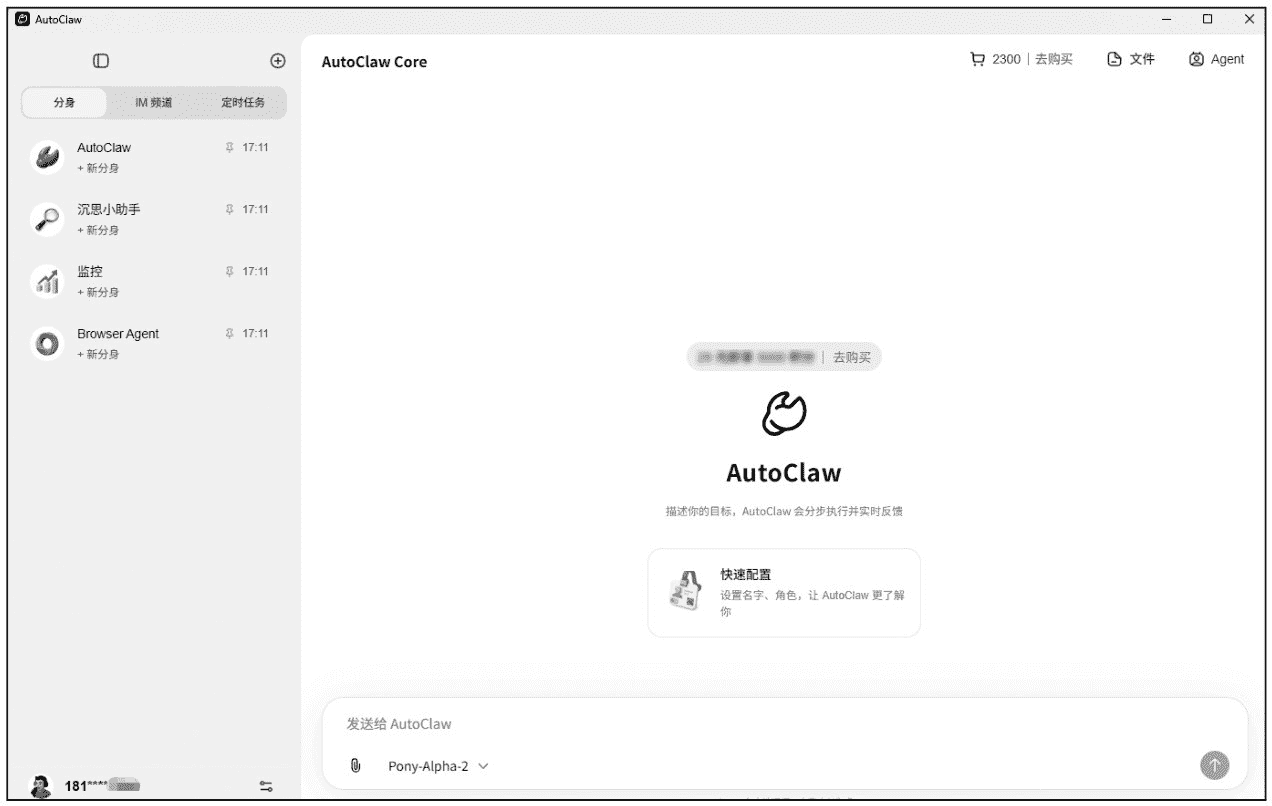 AutoClaw
分身
IM 频道
定时任务
AutoClaw
17:11
+ 新分身
沉思小助手
17:11
+ 新分身
监控
17:11
+ 新分身
Browser Agent
17:11
+ 新分身
181****
AutoClaw Core
2300 | 去购买
文件
Agent
| 去购买
AutoClaw
描述你的目标，AutoClaw 会分步执行并实时反馈
快速配置
设置名字、角色，让 AutoClaw 更了解
你
发送给 AutoClaw
Pony-Alpha-2